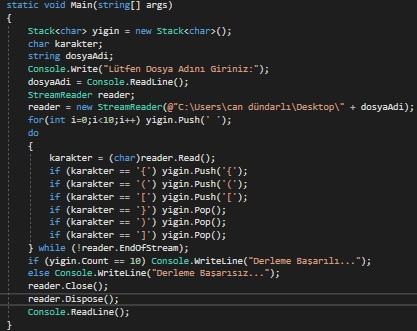 static void Main(string[] args)
{
Stack<char> yigin = new Stack<char>();
char karakter;
string dosyaAdi;
Console.Write("Lütfen Dosya Adını Giriniz:");
dosyaAdi = Console.ReadLine();
StreamReader reader;
reader = new StreamReader(@"C:\Users\can dündarlı\Desktop\" + dosyaAdi);
for(int i=0;i<10;i++) yigin.Push(' ');
do
{
karakter = (char)reader.Read();
if (karakter == '{') yigin.Push('{');
if (karakter == '(') yigin.Push('(');
if (karakter == '[') yigin.Push('[');
if (karakter == '}') yigin.Pop();
if (karakter == ')') yigin.Pop();
if (karakter == ']') yigin.Pop();
} while (!reader.EndOfStream);
if (yigin.Count == 10) Console.WriteLine("Derleme Başarılı...");
else Console.WriteLine("Derleme Başarısız...");
reader.Close();
reader.Dispose();
Console.ReadLine();
}